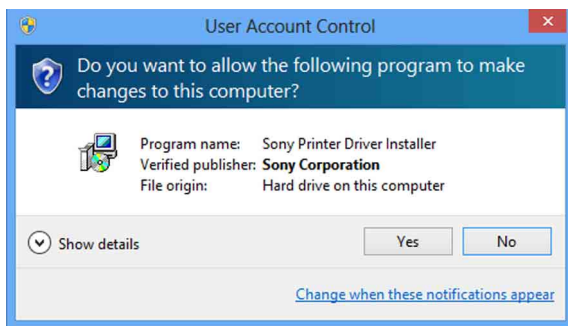 User Account Control
Do you want to allow the following program to make
changes to this computer?
Program name: Sony Printer Driver Installer
Verified publisher: Sony Corporation
File origin: Hard drive on this computer
Show details
Yes
No
Change when these notifications appear